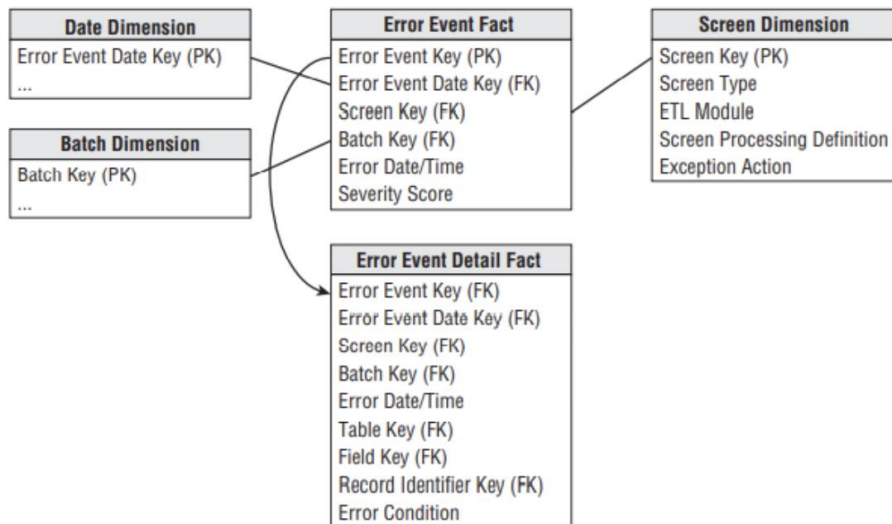 Date Dimension
Error Event Date Key (PK)
...
Batch Dimension
Batch Key (PK)
...
Error Event Fact
Error Event Key (PK)
Error Event Date Key (FK)
Screen Key (FK)
Batch Key (FK)
Error Date/Time
Severity Score
Screen Dimension
Screen Key (PK)
Screen Type
ETL Module
Screen Processing Definition
Exception Action
Error Event Detail Fact
Error Event Key (FK)
Error Event Date Key (FK)
Screen Key (FK)
Batch Key (FK)
Error Date/Time
Table Key (FK)
Field Key (FK)
Record Identifier Key (FK)
Error Condition